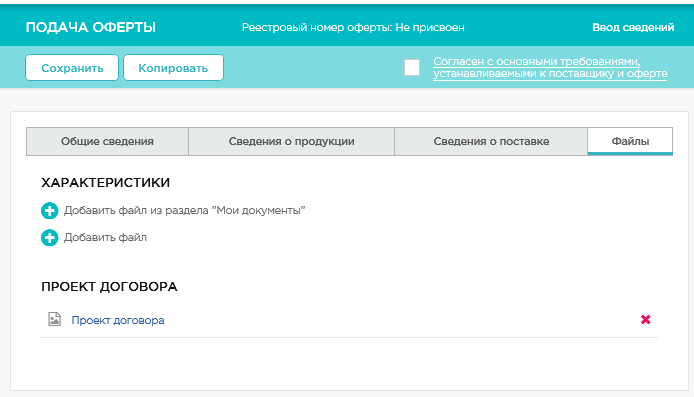 ПОДАЧА ОФЕРТЫ
Реестровый номер оферты: Не присвоен
Ввод сведений
Сохранить
Копировать
Согласен с основными требованиями,
устанавливаемыми к поставщику и оферте
Общие сведения
Сведения о продукции
Сведения о поставке
Файлы
ХАРАКТЕРИСТИКИ
Добавить файл из раздела "Мои документы"
Добавить файл
ПРОЕКТ ДОГОВОРА
Проект договора